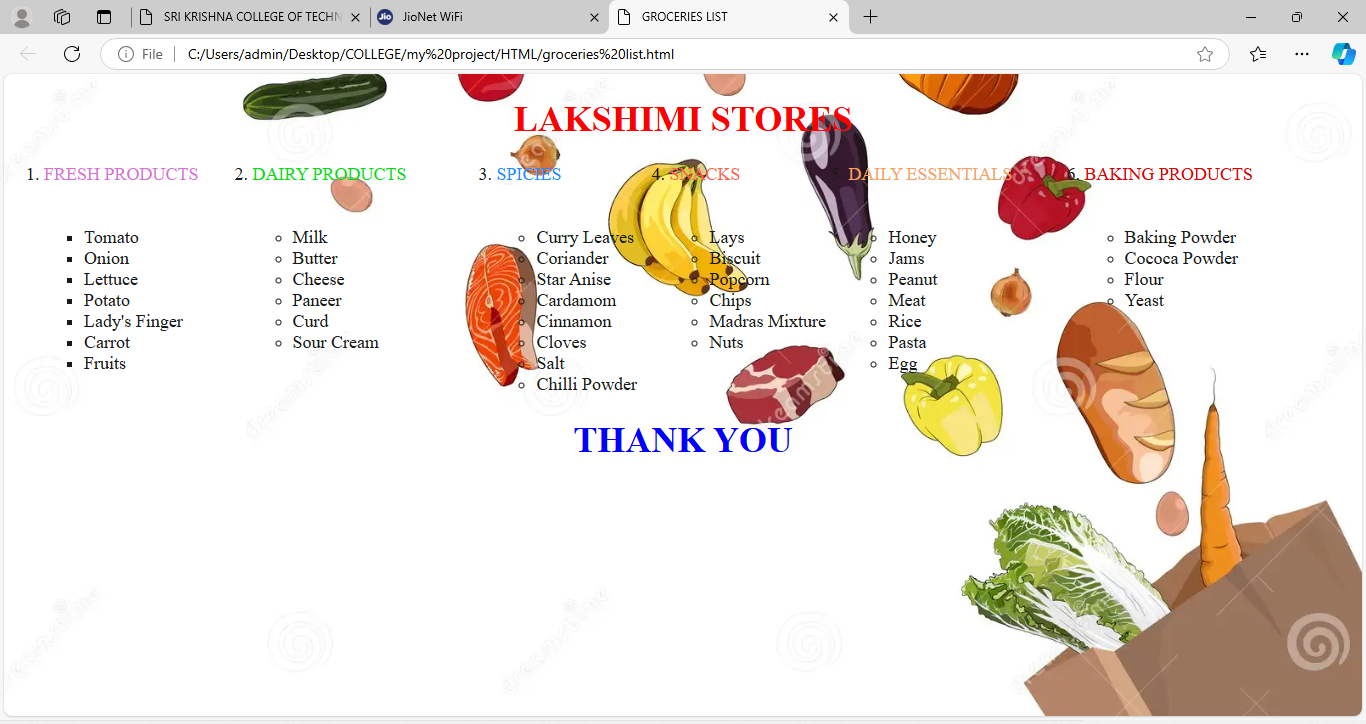 SRI KRISHNA COLLEGE OF TECHN
JioNet WiFi
GROCERIES LIST
File
C:/Users/admin/Desktop/COLLEGE/my%20project/HTML/groceries%20list.html
LAKSHIMI STORES
1. FRESH PRODUCTS
Tomato
Onion
Lettuce
Potato
Lady's Finger
Carrot
Fruits
2. DAIRY PRODUCTS
Milk
Butter
Cheese
Paneer
Curd
Sour Cream
3. SPICIES
Curry Leaves
Coriander
Star Anise
Cardamom
Cinnamon
Cloves
Salt
Chilli Powder
4. SNACKS
Lays
Biscuit
Popcorn
Chips
Madras Mixture
Nuts
5. DAILY ESSENTIALS
Honey
Jams
Peanut
Meat
Rice
Pasta
Egg
6. BAKING PRODUCTS
Baking Powder
Cococa Powder
Flour
Yeast
THANK YOU
dreamstime